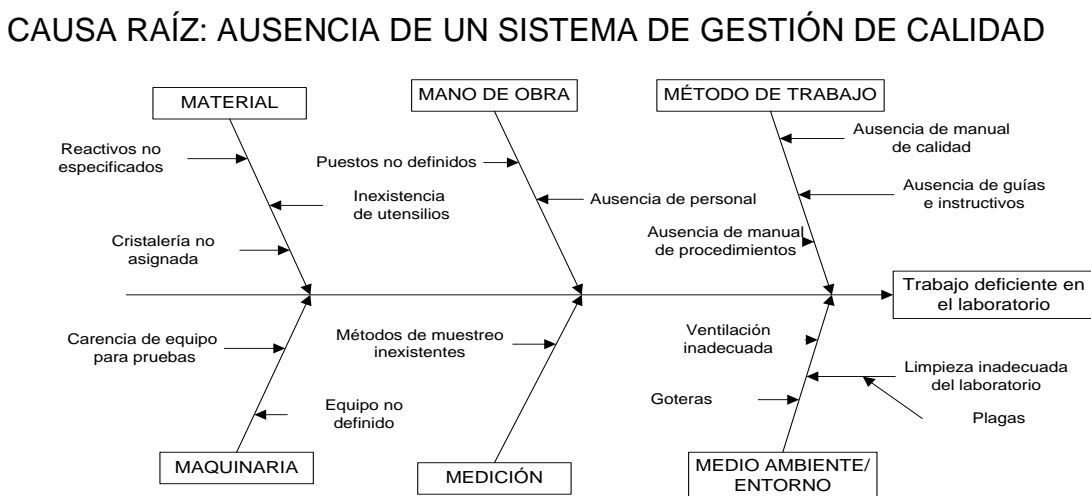 CAUSA RAÍZ: AUSENCIA DE UN SISTEMA DE GESTIÓN DE CALIDAD
MATERIAL
MANO DE OBRA
MÉTODO DE TRABAJO
Reactivos no
especificados
Inexistencia
de utensilios
Cristalería no
asignada
Puestos no definidos
Ausencia de personal
Ausencia de manual
de calidad
Ausencia de guías
e instructivos
Ausencia de manual
de procedimientos
Trabajo deficiente en
el laboratorio
Carencia de equipo
para pruebas
Equipo no
definido
Métodos de muestreo
inexistentes
Ventilación
inadecuada
Limpieza inadecuada
del laboratorio
Goteras
Plagas
MAQUINARIA
MEDICIÓN
MEDIO AMBIENTE/
ENTORNO